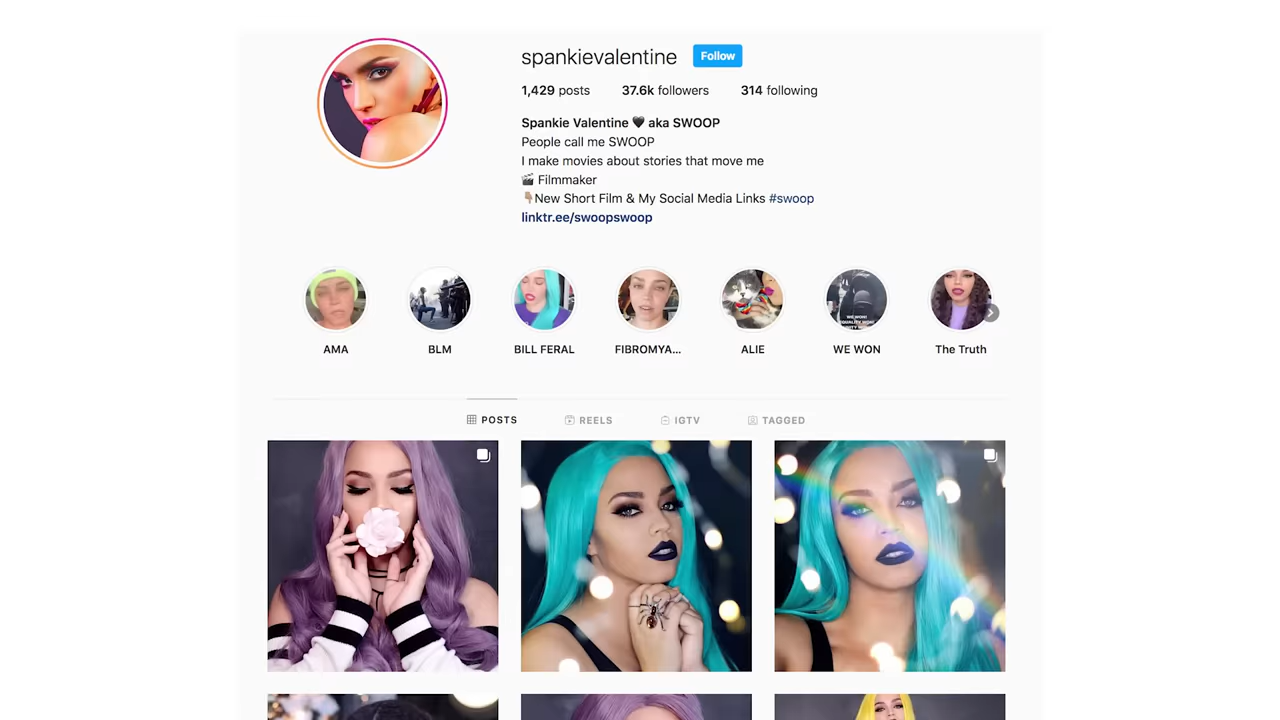 spankievalentine Follow
1,429 posts 37.6k followers 314 following
Spankie Valentine 🖤 aka SWOOP
People call me SWOOP
I make movies about stories that move me
🎬 Filmmaker
👇🏽New Short Film & My Social Media Links #swoop
linktr.ee/swoopswoop
WE WON!
AMA BLM BILL FERAL FIBROMYA... ALIE WE WON The Truth
POSTS REELS IGTV TAGGED